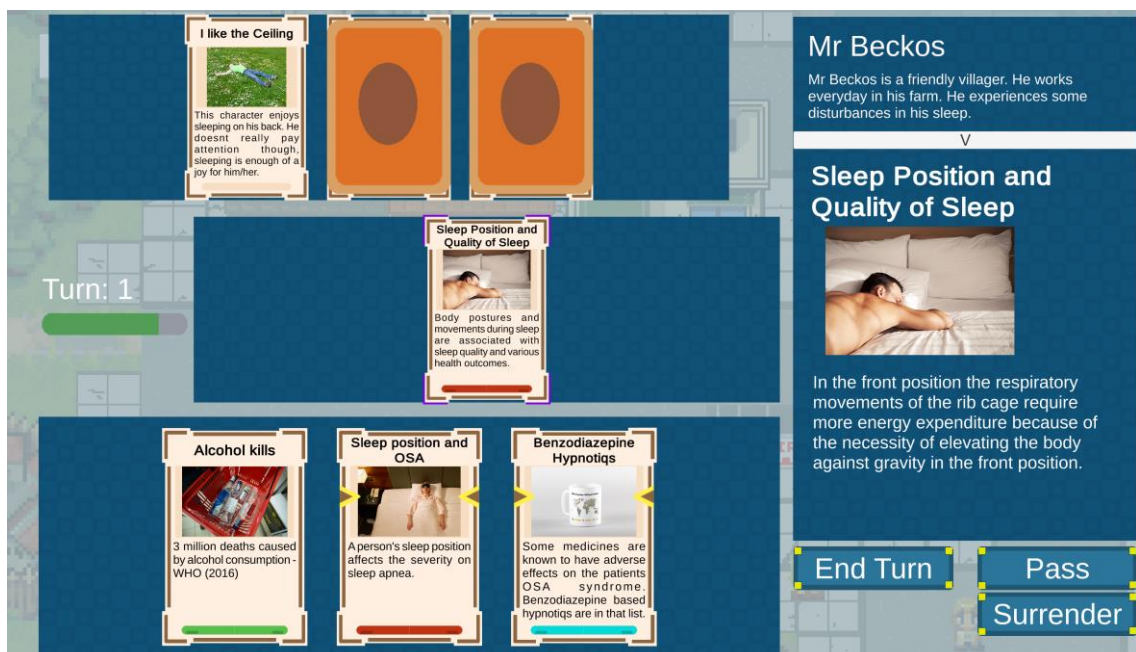 I like the Ceiling
This character enjoys
sleeping on his back. He
doesnt really pay
attention though,
sleeping is enough of a
joy for him/her.
Mr Beckos
Mr Beckos is a friendly villager. He works
everyday in his farm. He experiences some
disturbances in his sleep.
V
Sleep Position and
Quality of Sleep
In the front position the respiratory
movements of the rib cage require
more energy expenditure because of
the necessity of elevating the body
against gravity in the front position.
Turn: 1
Sleep Position and
Quality of Sleep
Body postures and
movements during sleep
are associated with
sleep quality and various
health outcomes.
Alcohol kills
3 million deaths caused
by alcohol consumption -
WHO (2016)
Sleep position and
OSA
A person's sleep position
affects the severity on
sleep apnea.
Benzodiazepine
Hypnotiqs
Some medicines are
known to have adverse
effects on the patients
OSA syndrome.
Benzodiazepine based
hypnotiqs are in that list.
End Turn
Pass
Surrender